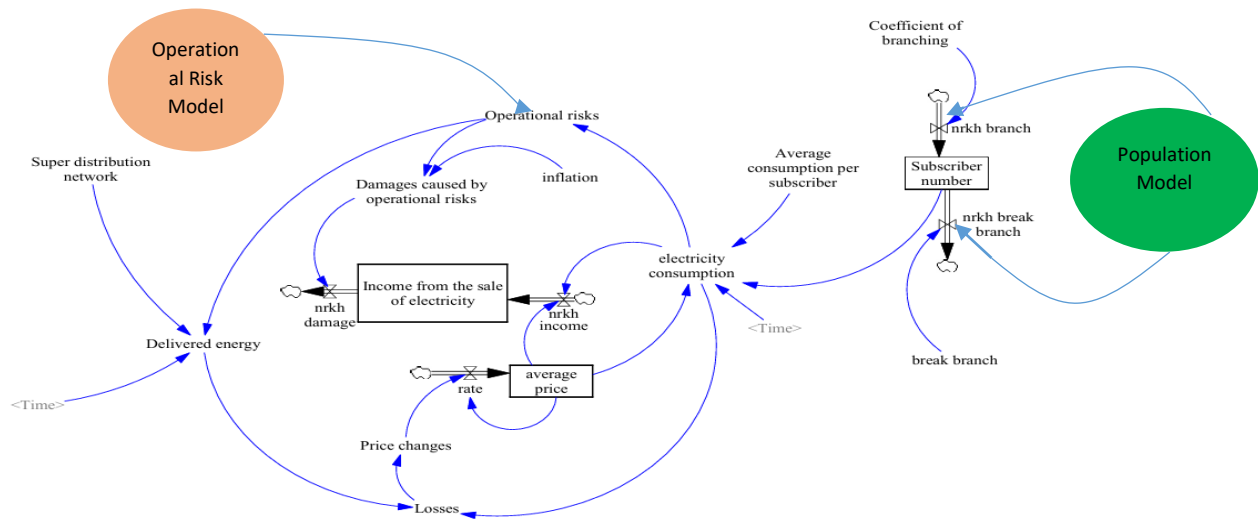 Operation
al Risk
Model
Coefficient of
branching
Operational risks
nrkh branch
Super distribution
network
Average
consumption per
subscriber
Subscriber
number
Population
Model
Damages caused by
operational risks
inflation
nrkh break
branch
electricity
consumption
Income from the sale
of electricity
nrkh
damage
nrkh
income
<Time>
Delivered energy
break branch
average
price
rate
<Time>
Price changes
Losses